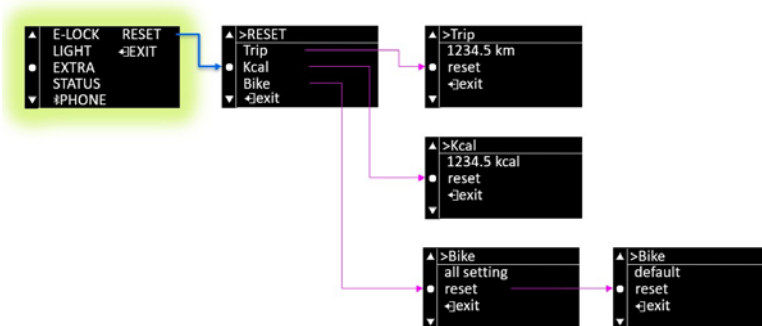 E-LOCK RESET
LIGHT EXIT
EXTRA
STATUS
PHONE
>RESET
Trip
Kcal
Bike
exit
>Trip
1234.5 km
reset
exit
>Kcal
1234.5 kcal
reset
exit
>Bike
all setting
reset
exit
>Bike
default
reset
exit